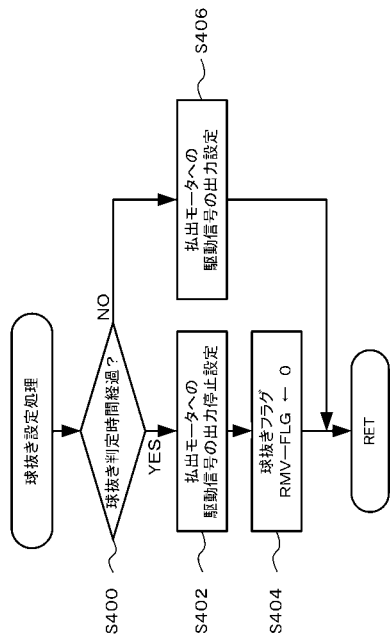 球抜き設定処理
S400
球抜き判定時間経過?
NO
YES
S402
払出モータへの
駆動信号の出力停止設定
S406
払出モータへの
駆動信号の出力設定
S404
球抜きフラグ
RMV-FLG ← 0
RET